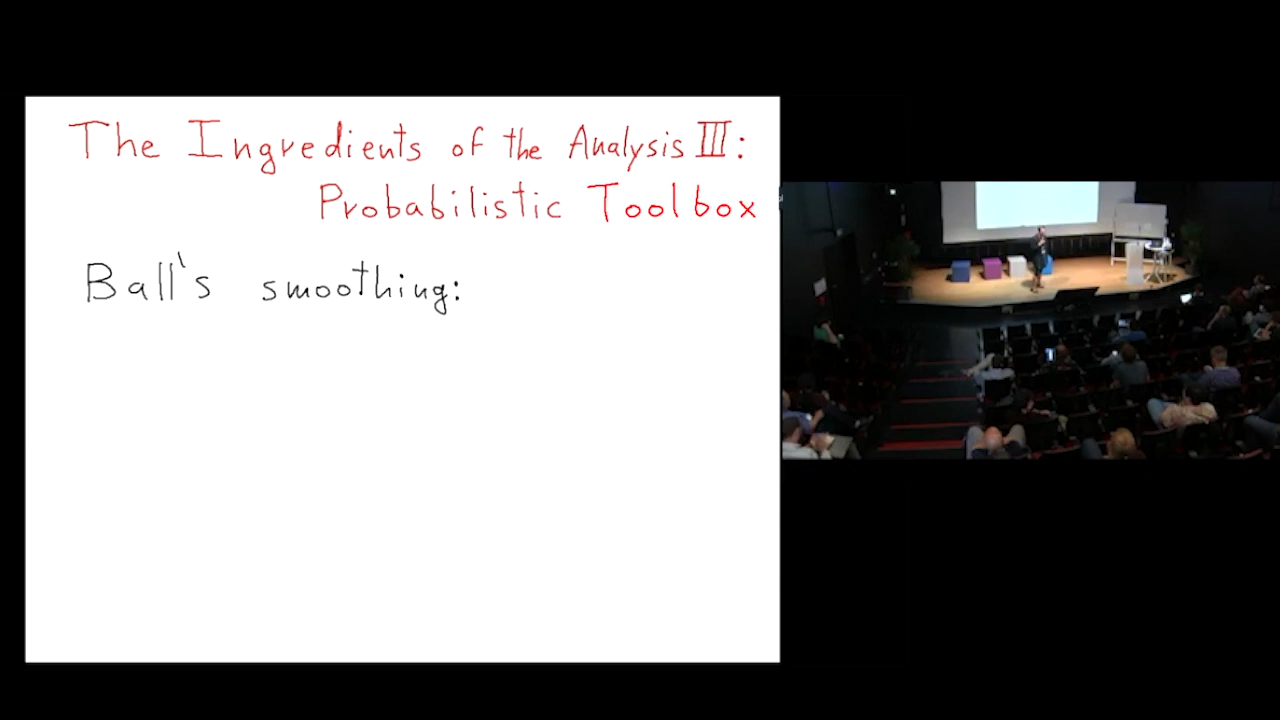 The Ingredients of the Analysis III:
Probabilistic Toolbox
Ball's smoothing: